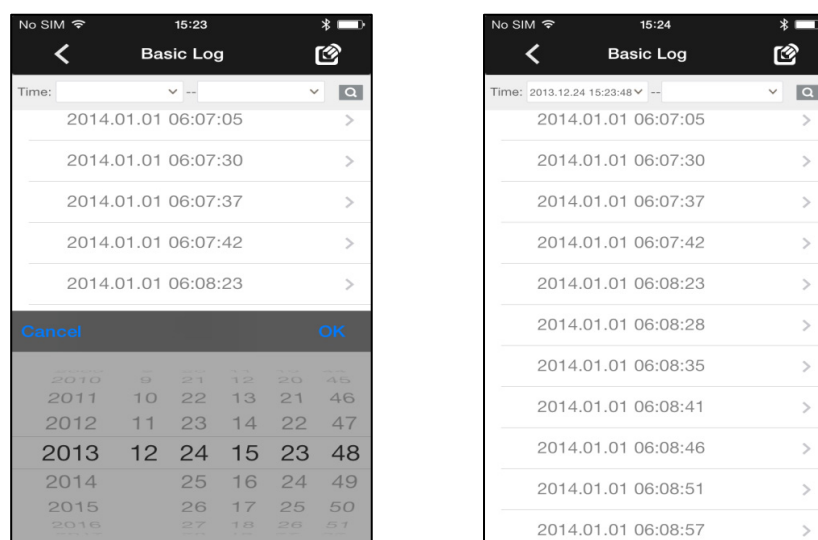 No SIM 15:23
Basic Log
Time: --
2014.01.01 06:07:05
2014.01.01 06:07:30
2014.01.01 06:07:37
2014.01.01 06:07:42
2014.01.01 06:08:23
Cancel OK
2010 9 21 12 20 45
2011 10 22 13 21 46
2012 11 23 14 22 47
2013 12 24 15 23 48
2014 25 16 24 49
2015 26 17 25 50
2016 27 18 26 51
No SIM 15:24
Basic Log
Time: 2013.12.24 15:23:48 --
2014.01.01 06:07:05
2014.01.01 06:07:30
2014.01.01 06:07:37
2014.01.01 06:07:42
2014.01.01 06:08:23
2014.01.01 06:08:28
2014.01.01 06:08:35
2014.01.01 06:08:41
2014.01.01 06:08:46
2014.01.01 06:08:51
2014.01.01 06:08:57